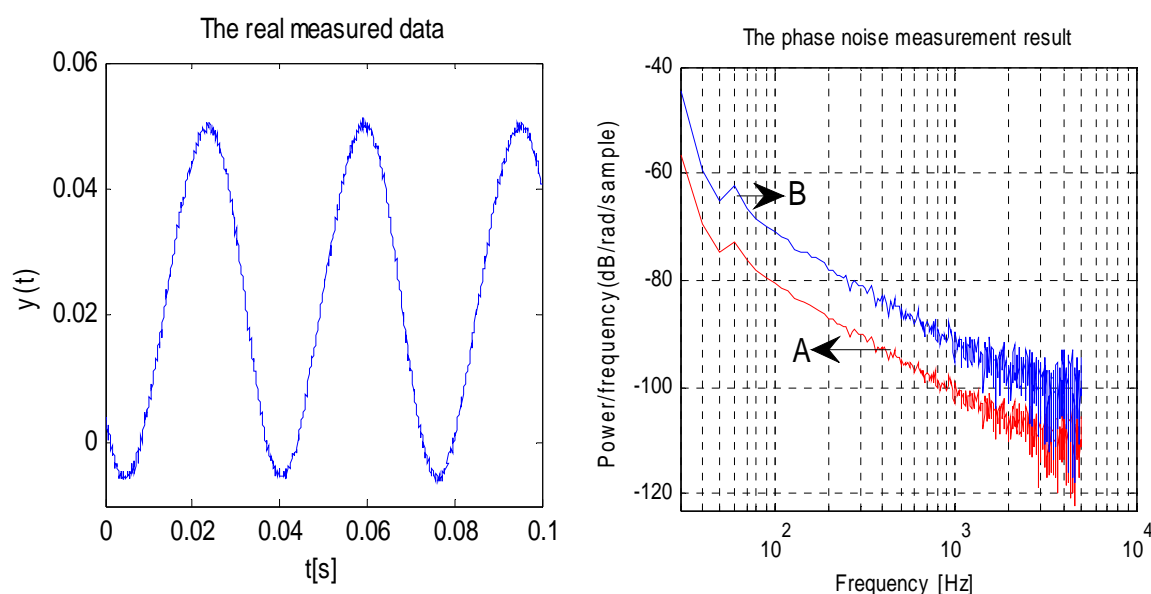 The real measured data
0.06
0.04
0.02
0
y(t)
0
0.02
0.04
0.06
0.08
0.1
t[s]
The phase noise measurement result
-40
-60
-80
-100
-120
Power/frequency(dB/rad/sample)
B
A
10^2
10^3
10^4
Frequency [Hz]